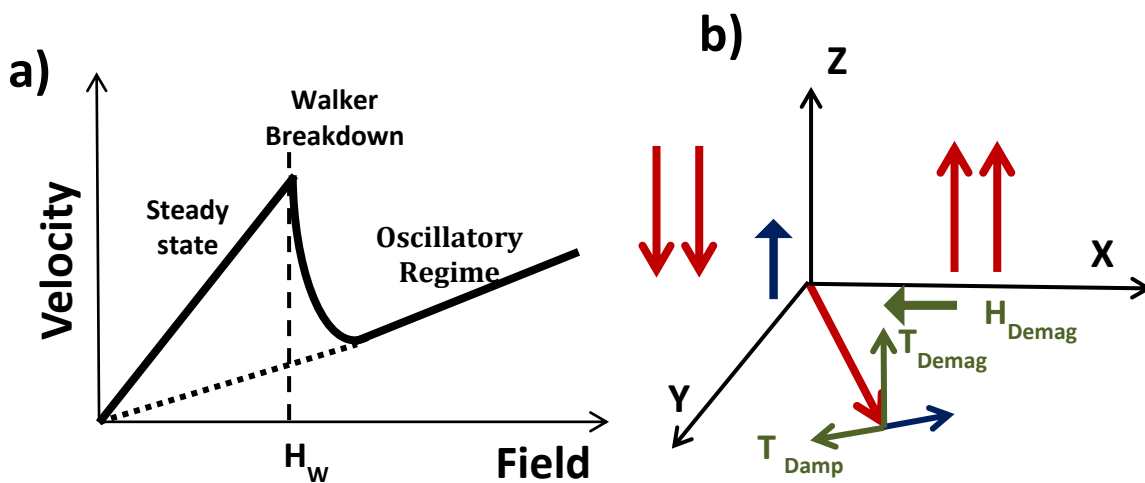 a)
Walker
Breakdown
Velocity
Steady
state
Oscillatory
Regime
H_W
Field
b)
Z
X
H_Demag
T_Demag
Y
T_Damp